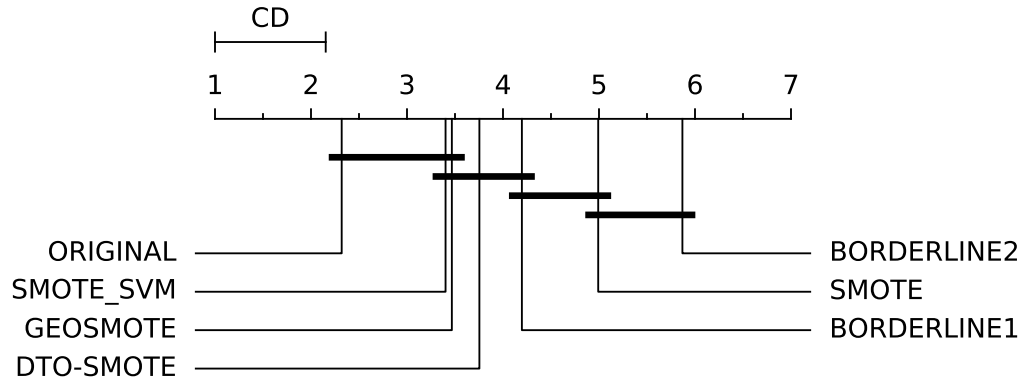 CD
1 2 3 4 5 6 7
ORIGINAL BORDERLINE2
SMOTE_SVM SMOTE
GEOSMOTE BORDERLINE1
DTO-SMOTE